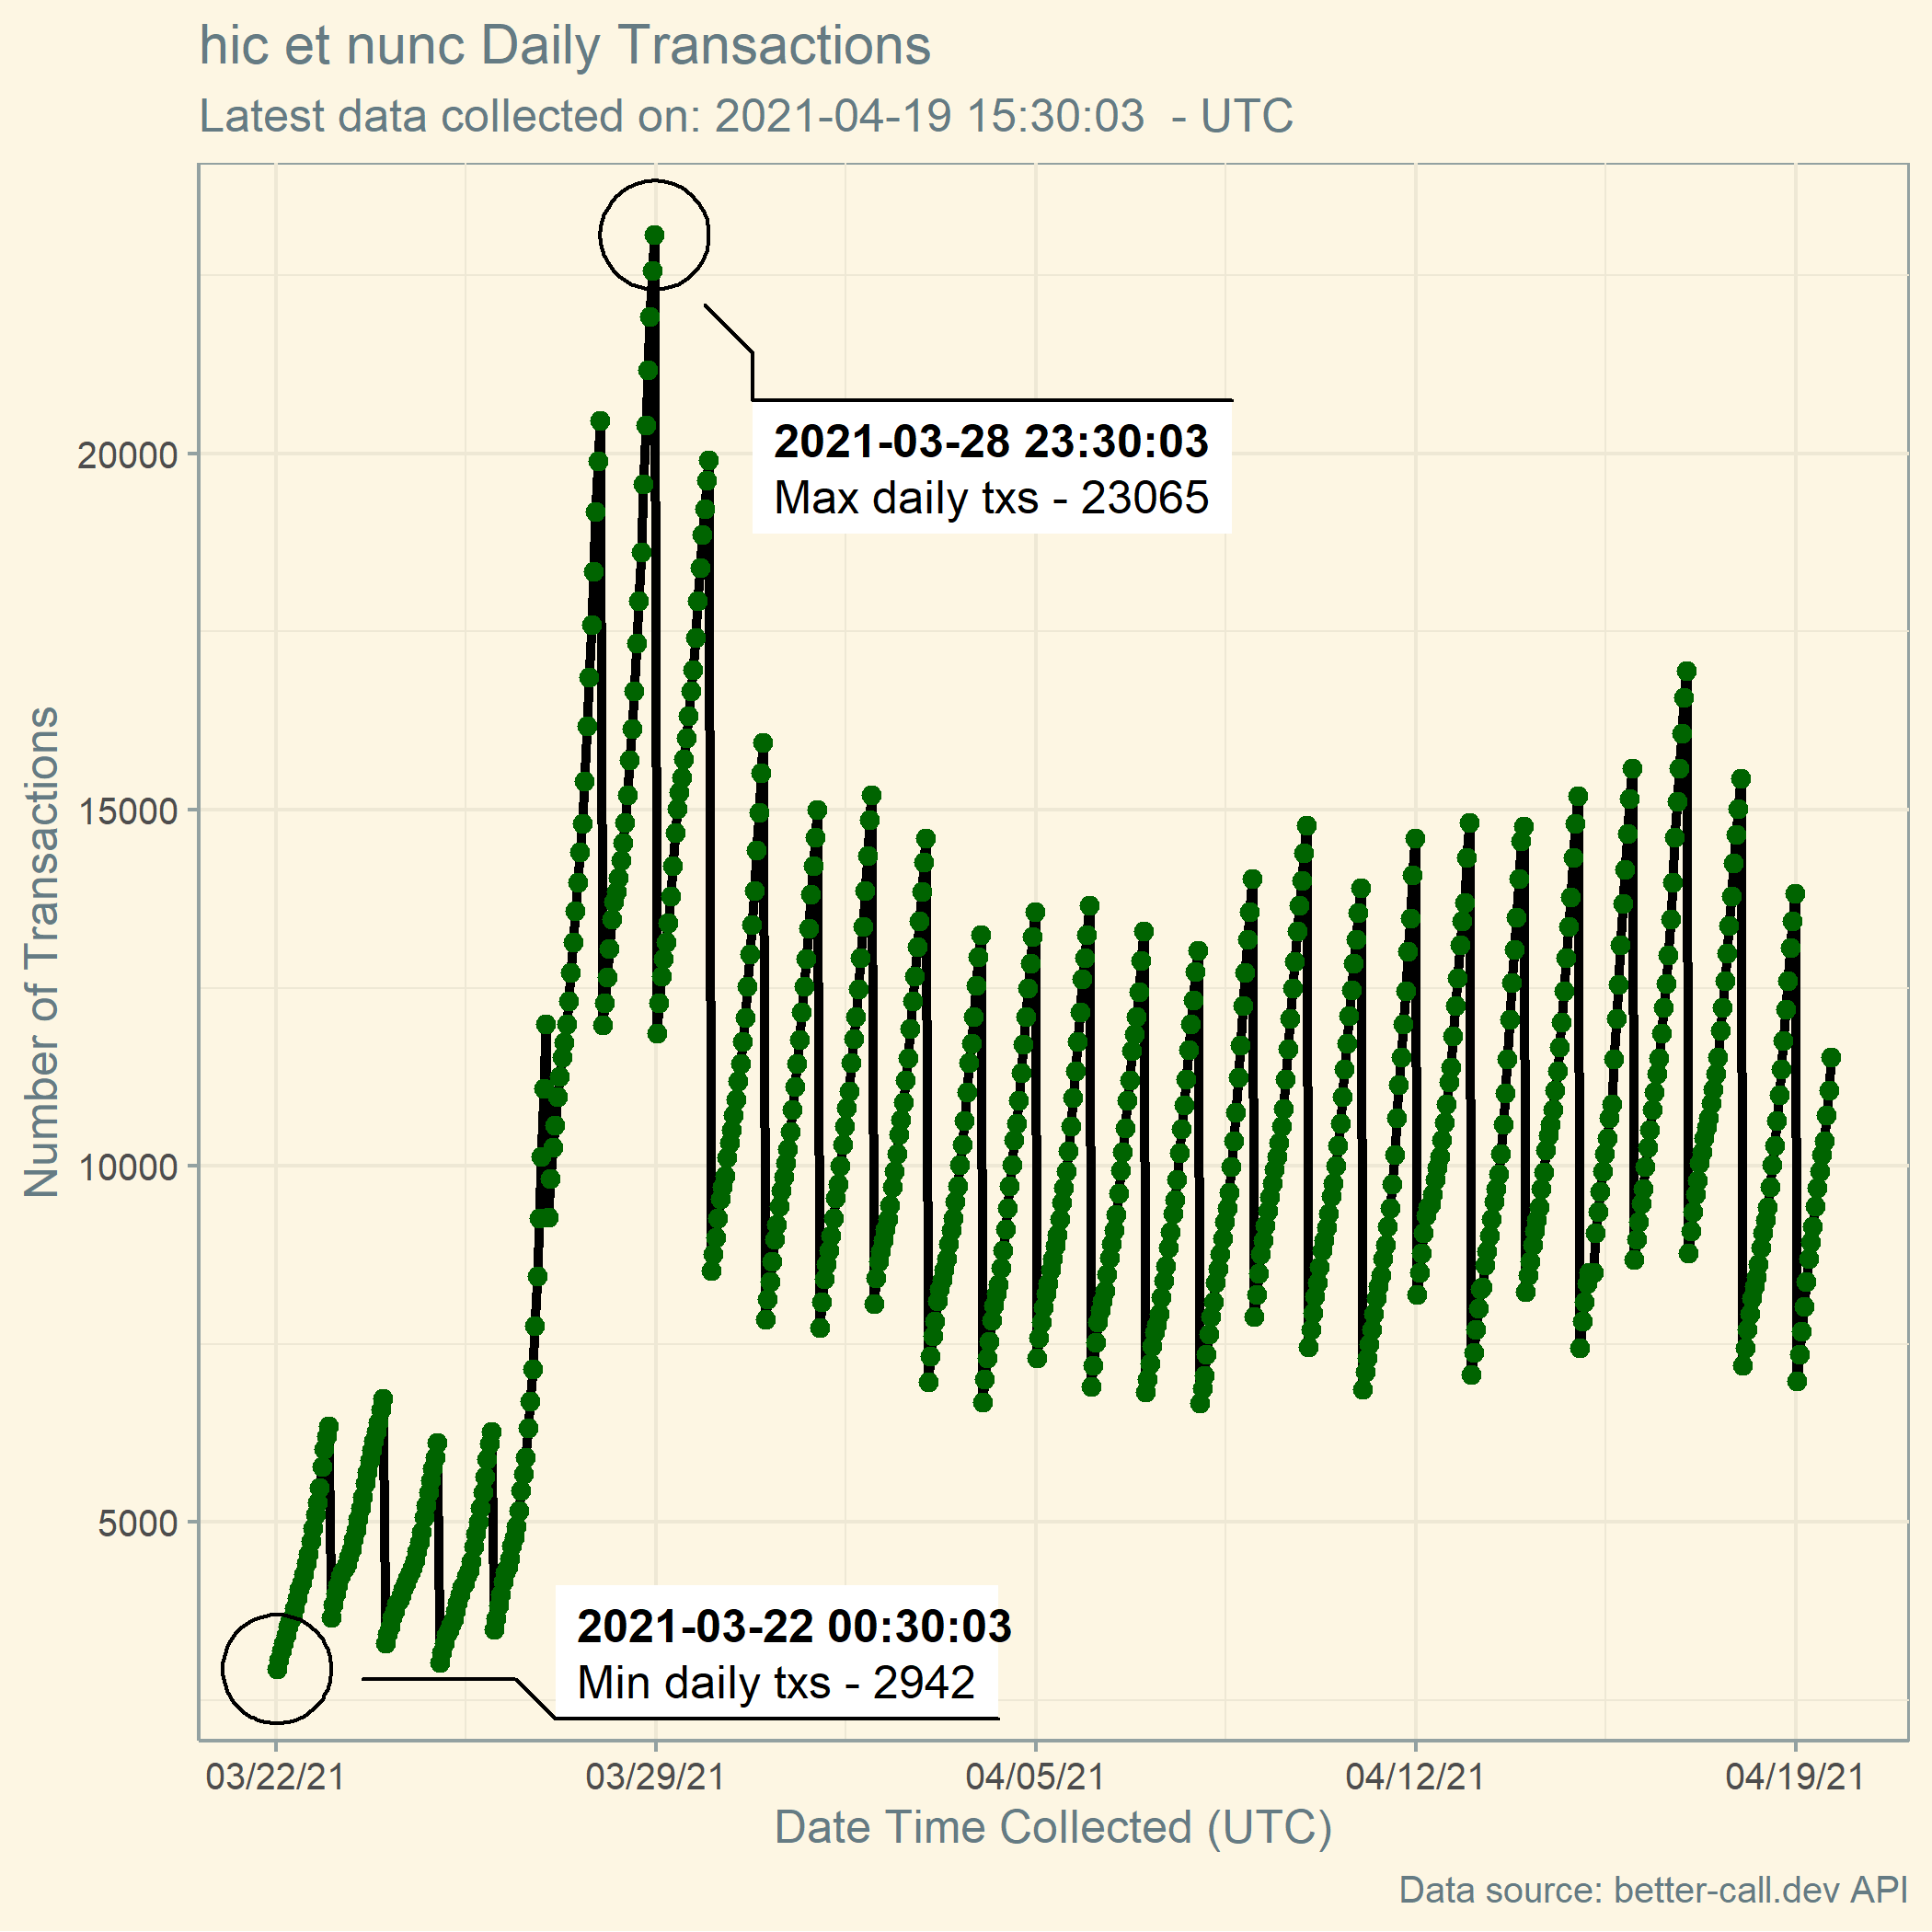 hic et nunc Daily Transactions
Latest data collected on: 2021-04-19 15:30:03  - UTC
Number of Transactions
20000
15000
10000
5000
2021-03-28 23:30:03
Max daily txs - 23065
2021-03-22 00:30:03
Min daily txs - 2942
03/22/21
03/29/21
04/05/21
04/12/21
04/19/21
Date Time Collected (UTC)
Data source: better-call.dev API